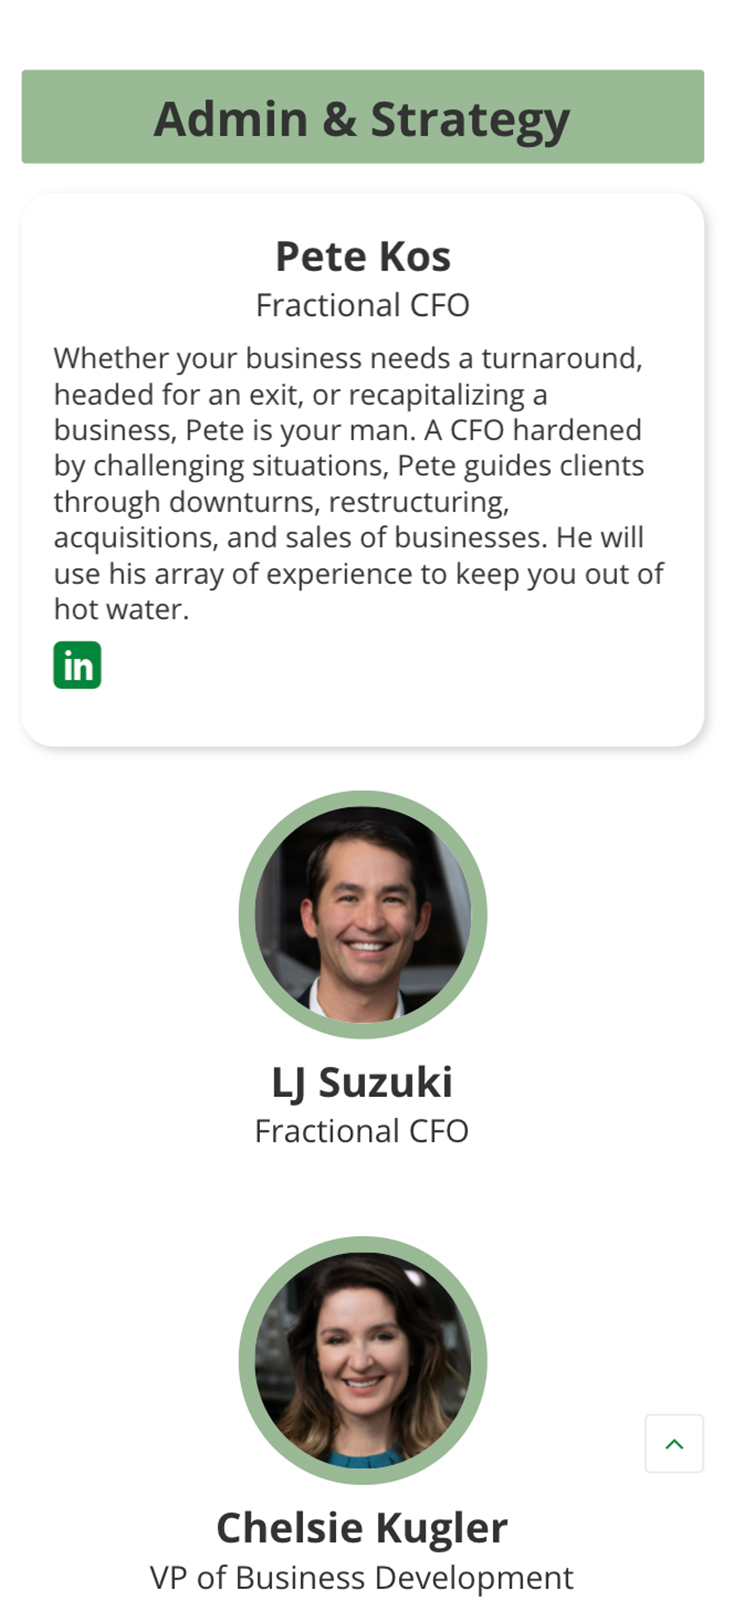 Admin & Strategy
Pete Kos
Fractional CFO
Whether your business needs a turnaround,
headed for an exit, or recapitalizing a
business, Pete is your man. A CFO hardened
by challenging situations, Pete guides clients
through downturns, restructuring,
acquisitions, and sales of businesses. He will
use his array of experience to keep you out of
hot water.
in
LJ Suzuki
Fractional CFO
Chelsie Kugler
VP of Business Development